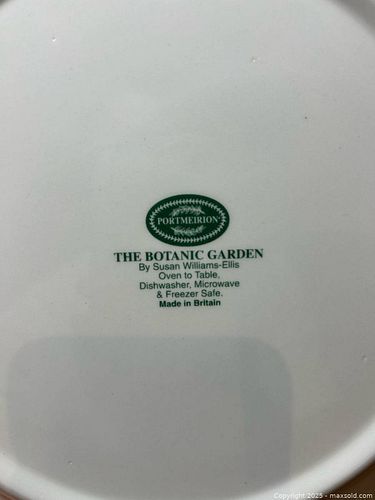 PORTMEIRION
THE BOTANIC GARDEN
By Susan Williams-Ellis
Oven to Table,
Dishwasher, Microwave
& Freezer Safe.
Made in Britain
Copyright 2025 - maxsold.com